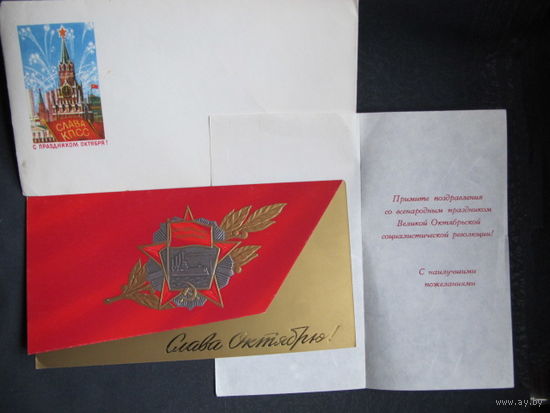 СЛАВА
КПСС
С ПРАЗДНИКОМ ОКТЯБРЯ!
Примите поздравления
со всенародным праздником
Великой Октябрьской
социалистической революции!
С наилучшими
пожеланиями
Слава Октябрю!
www.ay.by